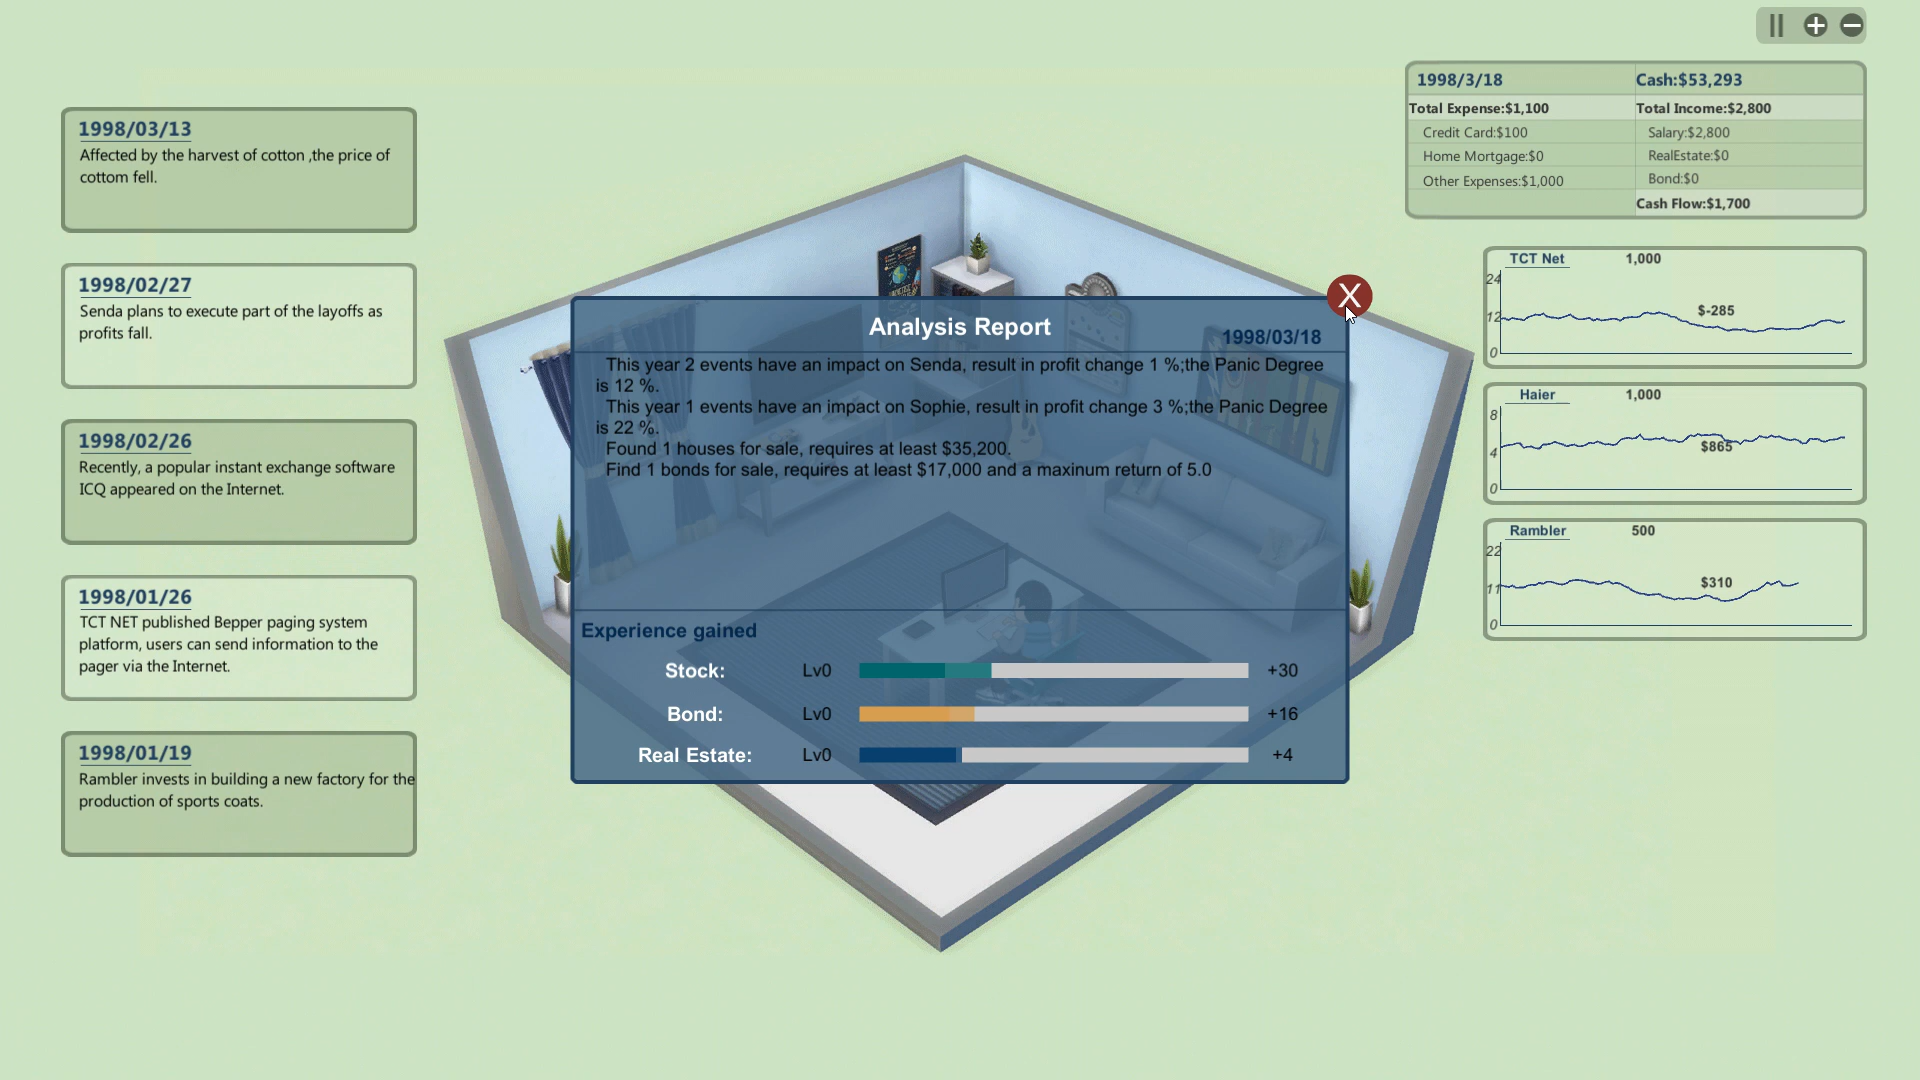 1998/03/13
Affected by the harvest of cotton ,the price of
cottom fell.
1998/02/27
Senda plans to execute part of the layoffs as
profits fall.
1998/02/26
Recently, a popular instant exchange software
ICQ appeared on the Internet.
1998/01/26
TCT NET published Bepper paging system
platform, users can send information to the
pager via the Internet.
1998/01/19
Rambler invests in building a new factory for the
production of sports coats.
X
Analysis Report
1998/03/18
This year 2 events have an impact on Senda, result in profit change 1 %;the Panic Degree
is 12 %.
This year 1 events have an impact on Sophie, result in profit change 3 %;the Panic Degree
is 22 %.
Found 1 houses for sale, requires at least $35,200.
Find 1 bonds for sale, requires at least $17,000 and a maxinum return of 5.0
Experience gained
Stock: Lv0 +30
Bond: Lv0 +16
Real Estate: Lv0 +4
1998/3/18 Cash:$53,293
Total Expense:$1,100 Total Income:$2,800
Credit Card:$100 Salary:$2,800
Home Mortgage:$0 RealEstate:$0
Other Expenses:$1,000 Bond:$0
Cash Flow:$1,700
TCT Net 1,000
24
12
0
$-285
Haier 1,000
8
4
0
$865
Rambler 500
22
11
0
$310